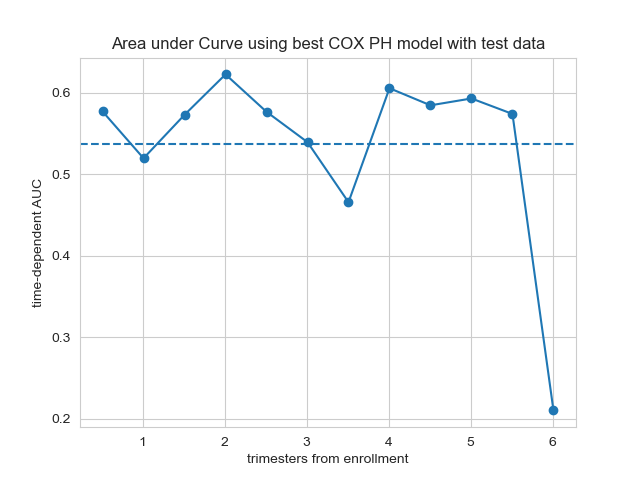 Area under Curve using best COX PH model with test data
time-dependent AUC
0.6
0.5
0.4
0.3
0.2
1 2 3 4 5 6
trimesters from enrollment